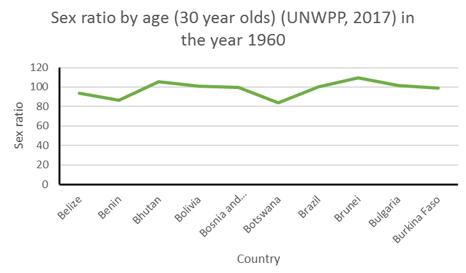 Sex ratio by age (30 year olds) (UNWPP, 2017) in
the year 1960
120
100
80
60
40
20
0
Sex ratio
Belize
Benin
Bhutan
Bolivia
Bosnia and...
Botswana
Brazil
Brunei
Bulgaria
Burkina Faso
Country